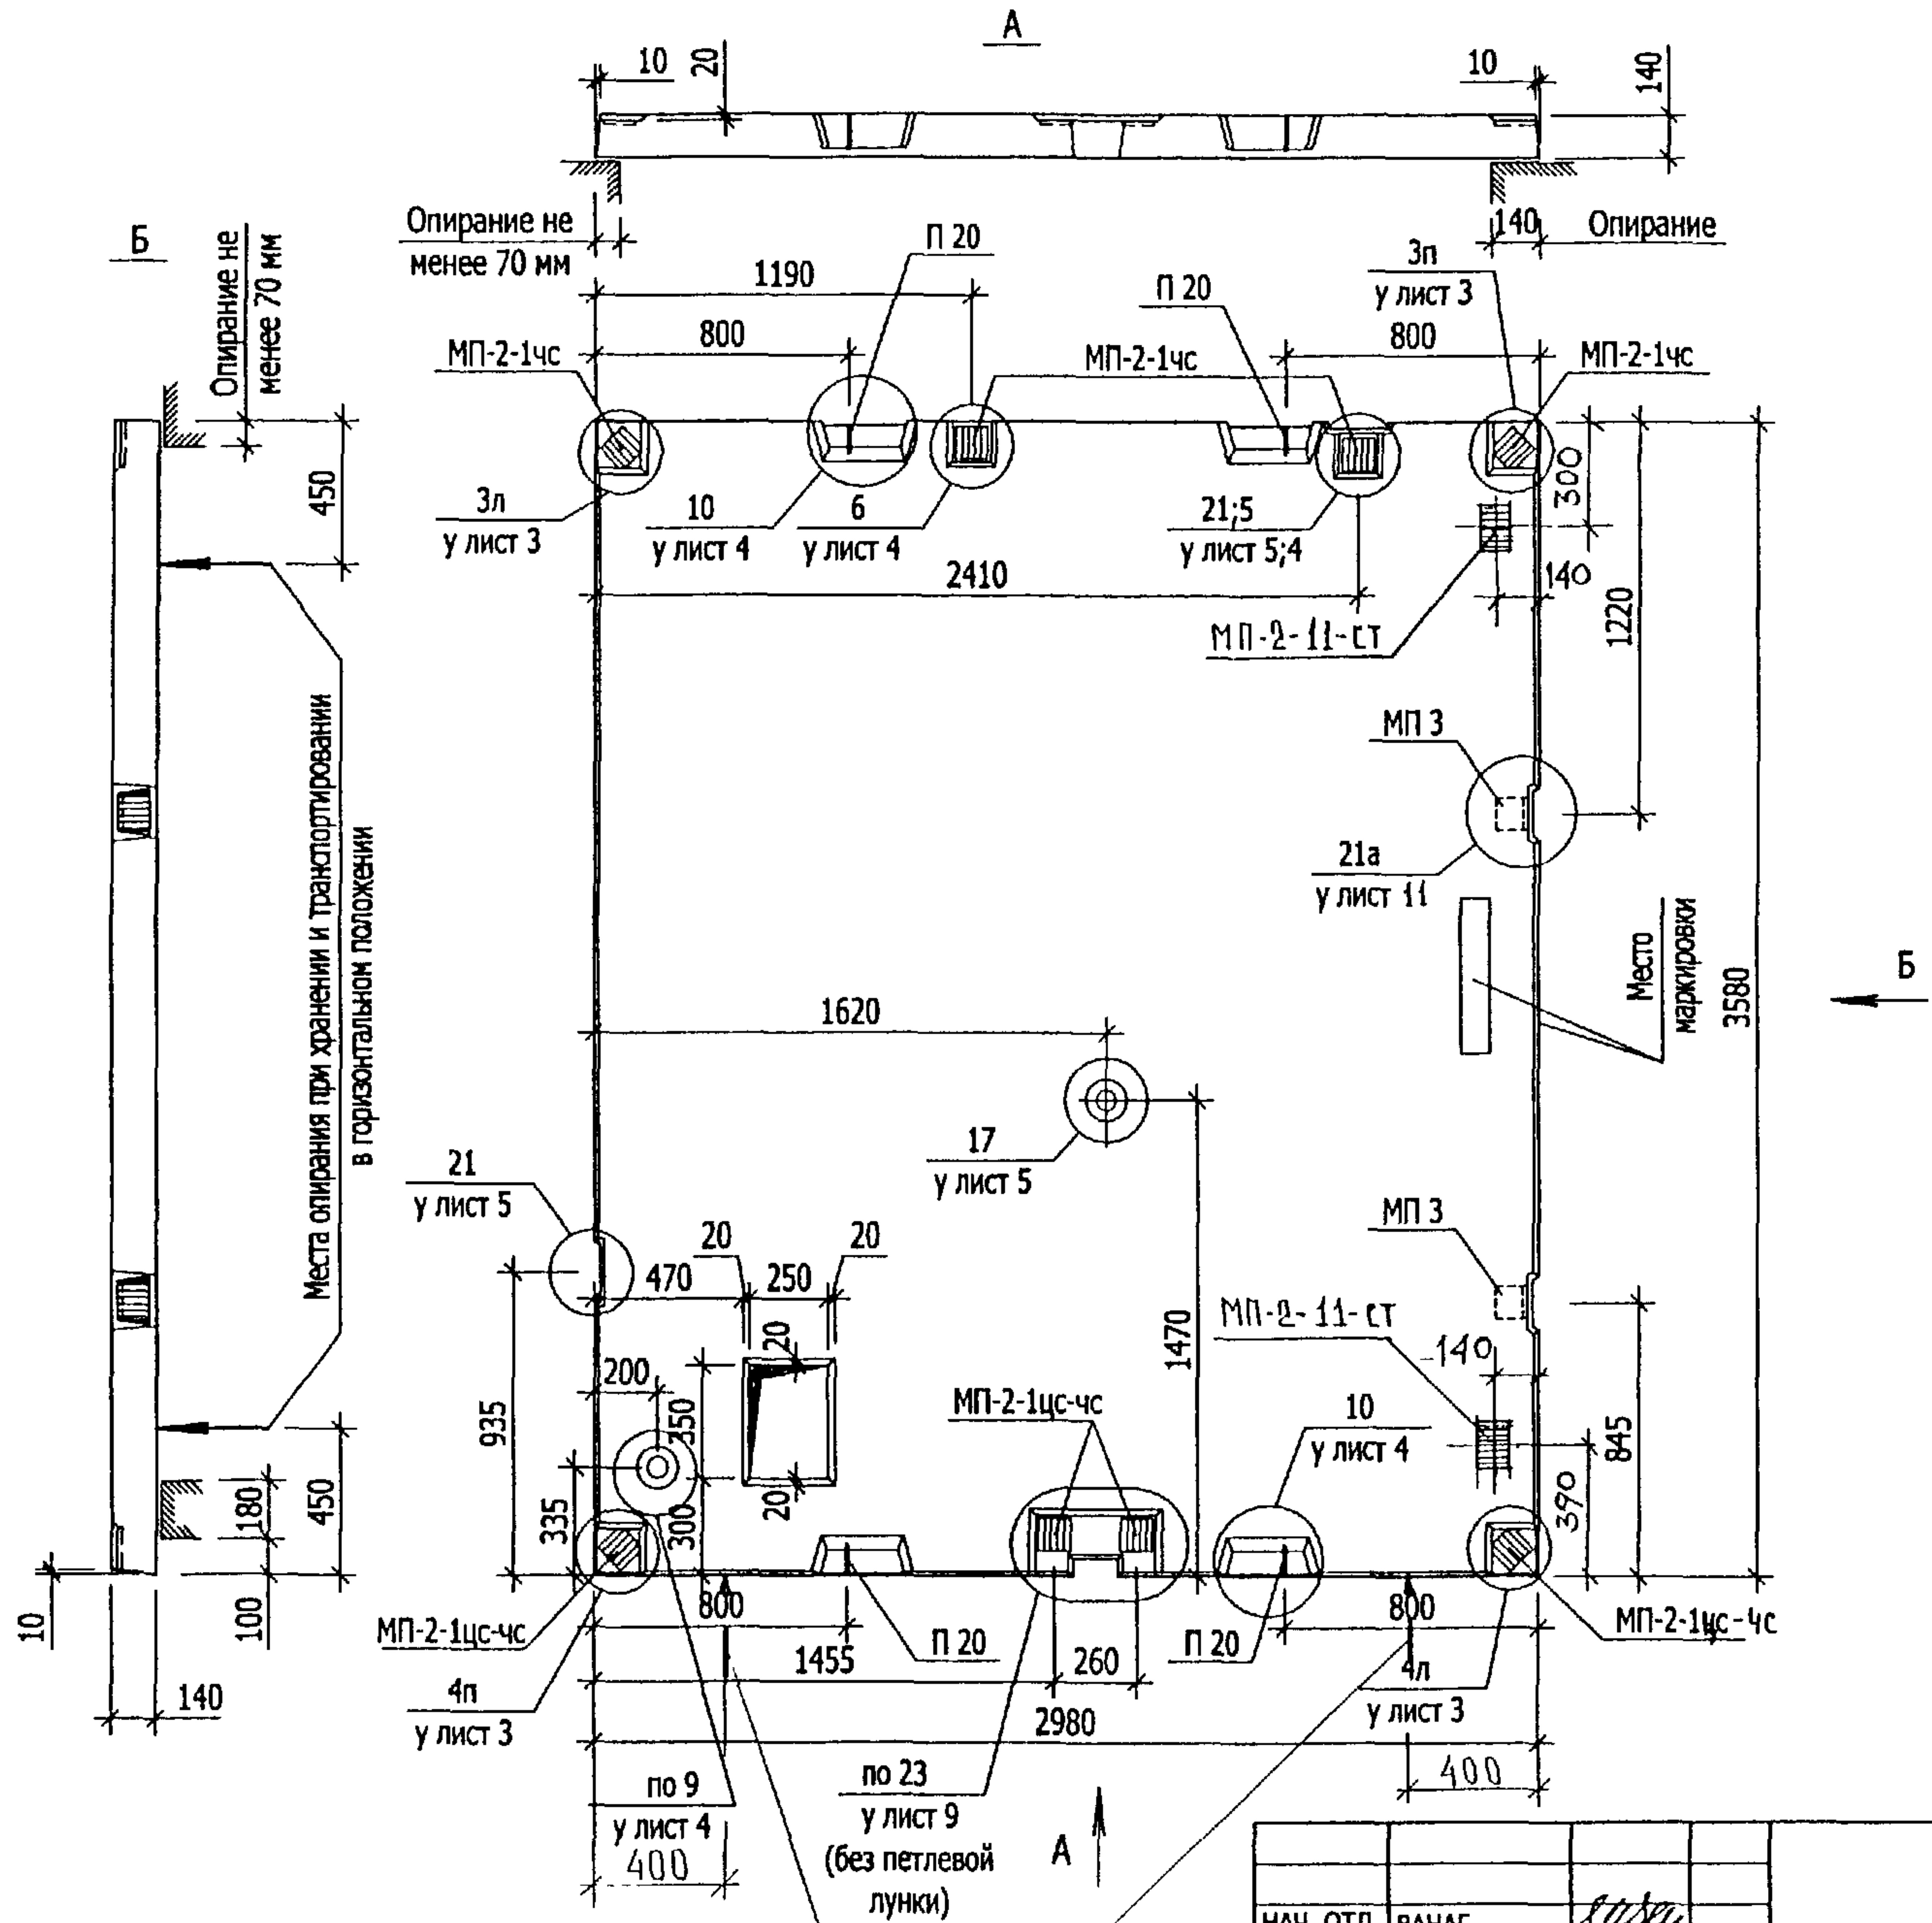 А
10
20
10
140
Б
Опирание не
менее 70 мм
Опирание не
менее 70 мм
140
Опирание
П 20
1190
3п
у лист 3
П 20
800
800
МП-2-1чс
МП-2-1чс
МП-2-1чс
450
300
3л
у лист 3
10
у лист 4
6
у лист 4
21;5
у лист 5;4
2410
140
1220
МП-2-11-СТ
Места опирания при хранении и транспортировании
в горизонтальном положении
МП 3
21а
у лист 11
Место
маркировки
3580
Б
1620
17
у лист 5
21
у лист 5
МП 3
20
20
470
250
20
1470
МП-2-11-СТ
140
200
935
350
МП-2-1цс-чс
10
у лист 4
845
335
300
20
390
180
450
10
100
800
800
МП-2-1цс-чс
П 20
П 20
МП-2-1цс-чс
1455
260
4л
у лист 3
140
4п
у лист 3
2980
по 9
у лист 4
по 23
у лист 9
(без петлевой
лунки)
400
400
А
НАЧ. ОТД.